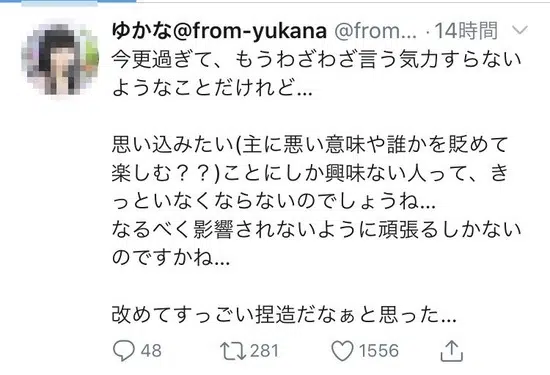 ゆかな@from-yukana @from... ・14時間
今更過ぎて、もうわざわざ言う気力すらない
ようなことだけれど...
思い込みたい(主に悪い意味や誰かを貶めて
楽しむ??)ことにしか興味ない人って、き
っといなくならないのでしょうね...
なるべく影響されないように頑張るしかない
のですかね...
改めてすっごい捏造だなぁと思った...
48 281 1556